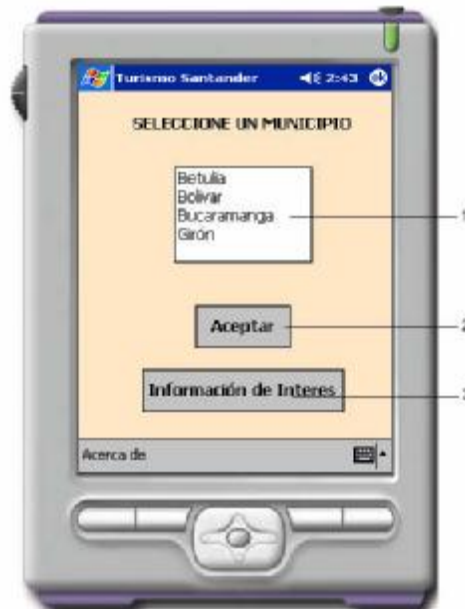 Turismo Santander 2:43 ok
SELECCIONE UN MUNICIPIO
Betulia
Bolivar
Bucaramanga
Girón
1
Aceptar
2
Información de Interes
Acerca de